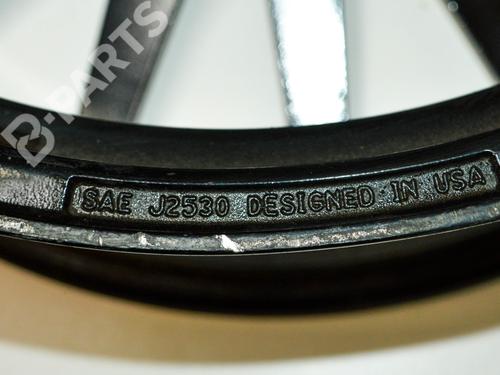 B-PARTS
SAE J2530 DESIGNED IN USA